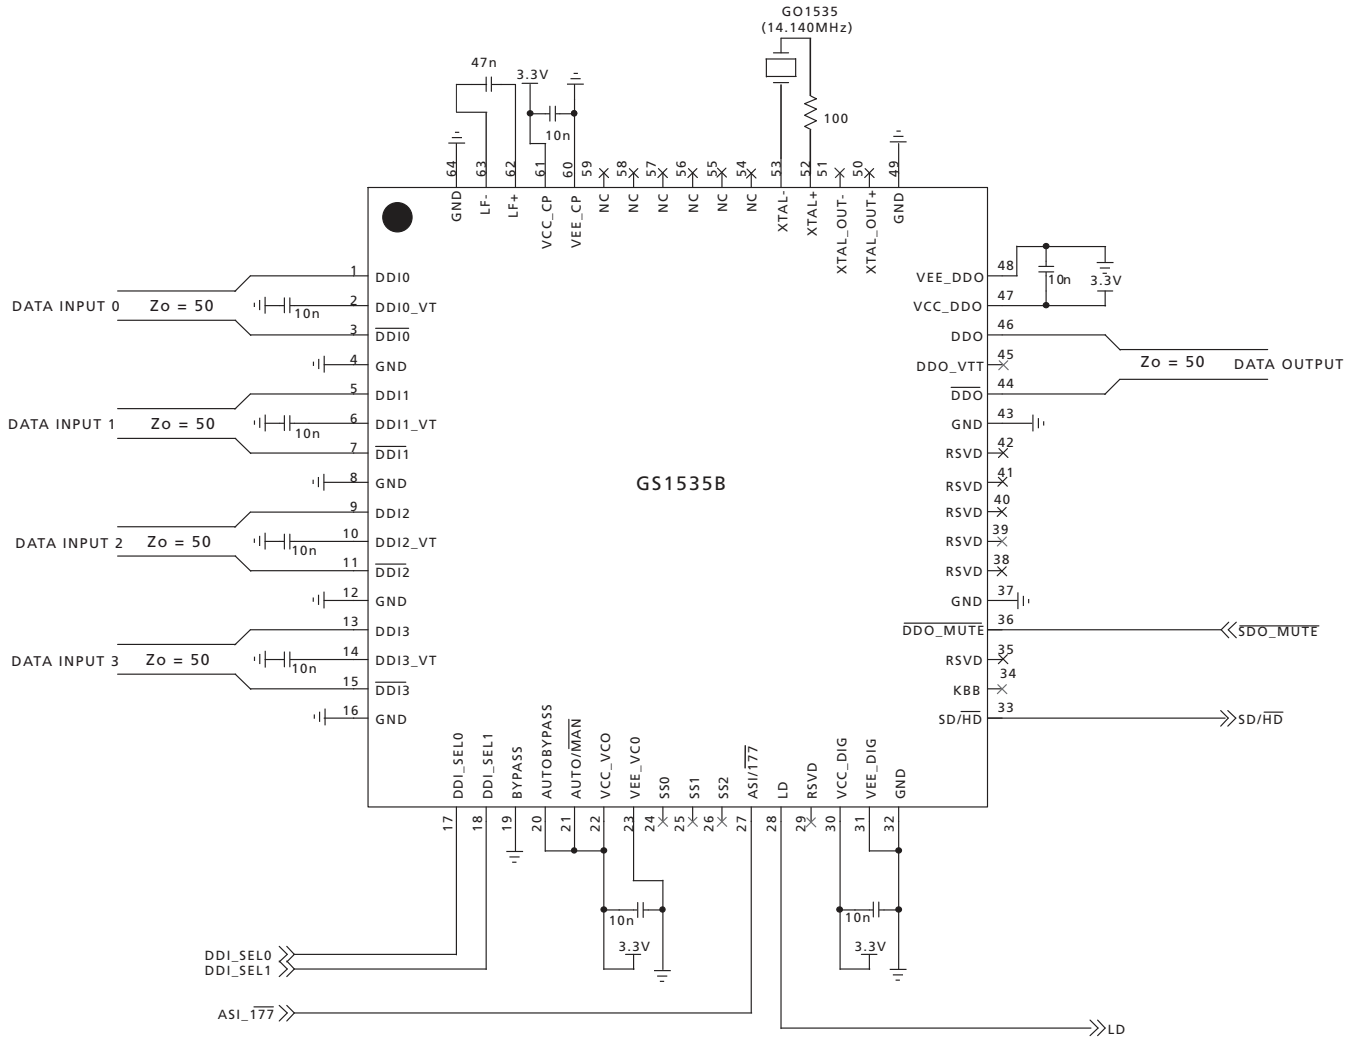 GO1535
(14.140MHz)
47n
3.3V
10n
100
64
63
62
61
60
59
58
57
56
55
54
53
52
51
50
49
GND
LF-
LF+
VCC_CP
VEE_CP
NC
NC
NC
NC
NC
NC
XTAL-
XTAL+
XTAL_OUT-
XTAL_OUT+
GND
DATA INPUT 0 Zo = 50
1 DDI0
10n 2 DDI0_VT
3 DDI0
4 GND
DATA INPUT 1 Zo = 50
5 DDI1
10n 6 DDI1_VT
7 DDI1
8 GND
DATA INPUT 2 Zo = 50
9 DDI2
10n 10 DDI2_VT
11 DDI2
12 GND
DATA INPUT 3 Zo = 50
13 DDI3
10n 14 DDI3_VT
15 DDI3
16 GND
GS1535B
VEE_DDO 48
10n 3.3V
VCC_DDO 47
DDO 46
DDO_VTT 45
Zo = 50 DATA OUTPUT
DDO 44
GND 43
RSVD 42
RSVD 41
RSVD 40
RSVD 39
RSVD 38
GND 37
DDO_MUTE 36 SDO_MUTE
RSVD 35
KBB 34
SD/HD 33 SD/HD
DDI_SEL0
DDI_SEL1
BYPASS
AUTOBYPASS
AUTO/MAN
VCC_VCO
VEE_VC0
SS0
SS1
SS2
ASI/177
LD
RSVD
VCC_DIG
VEE_DIG
GND
17
18
19
20
21
22
23
24
25
26
27
28
29
30
31
32
10n
10n
3.3V
3.3V
DDI_SEL0
DDI_SEL1
ASI_177
LD